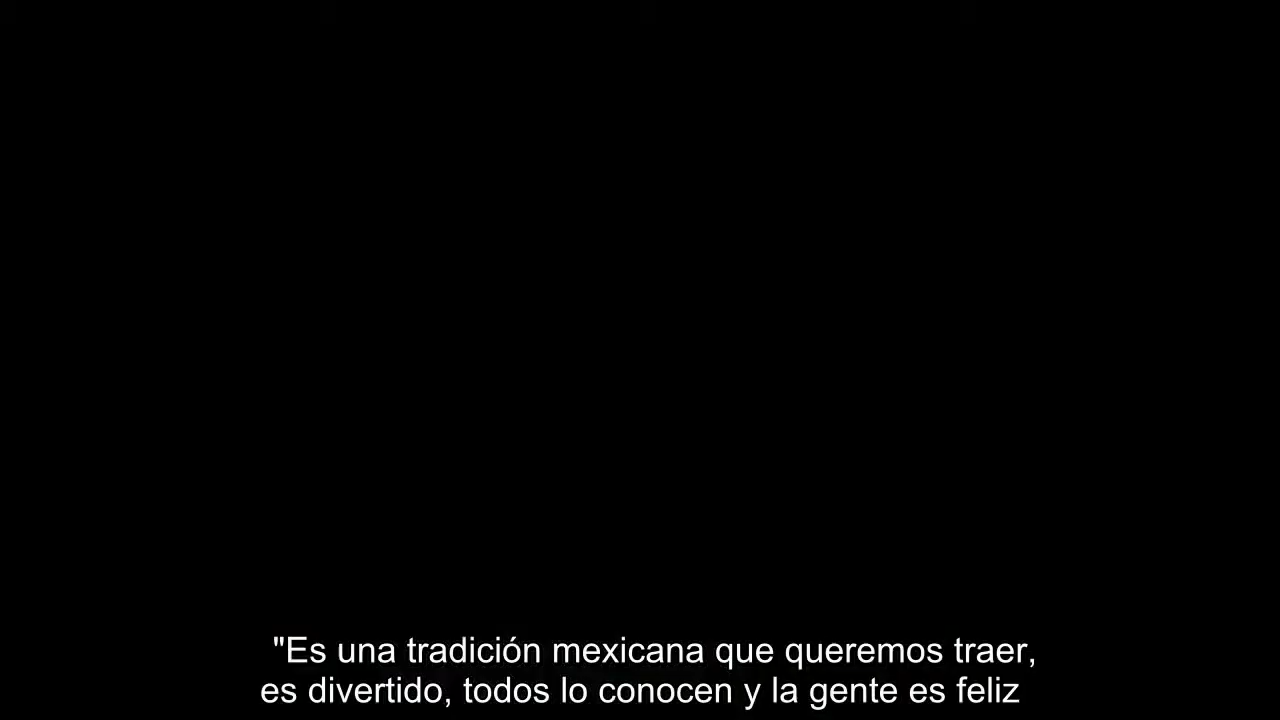 "Es una tradición mexicana que queremos traer,
es divertido, todos lo conocen y la gente es feliz